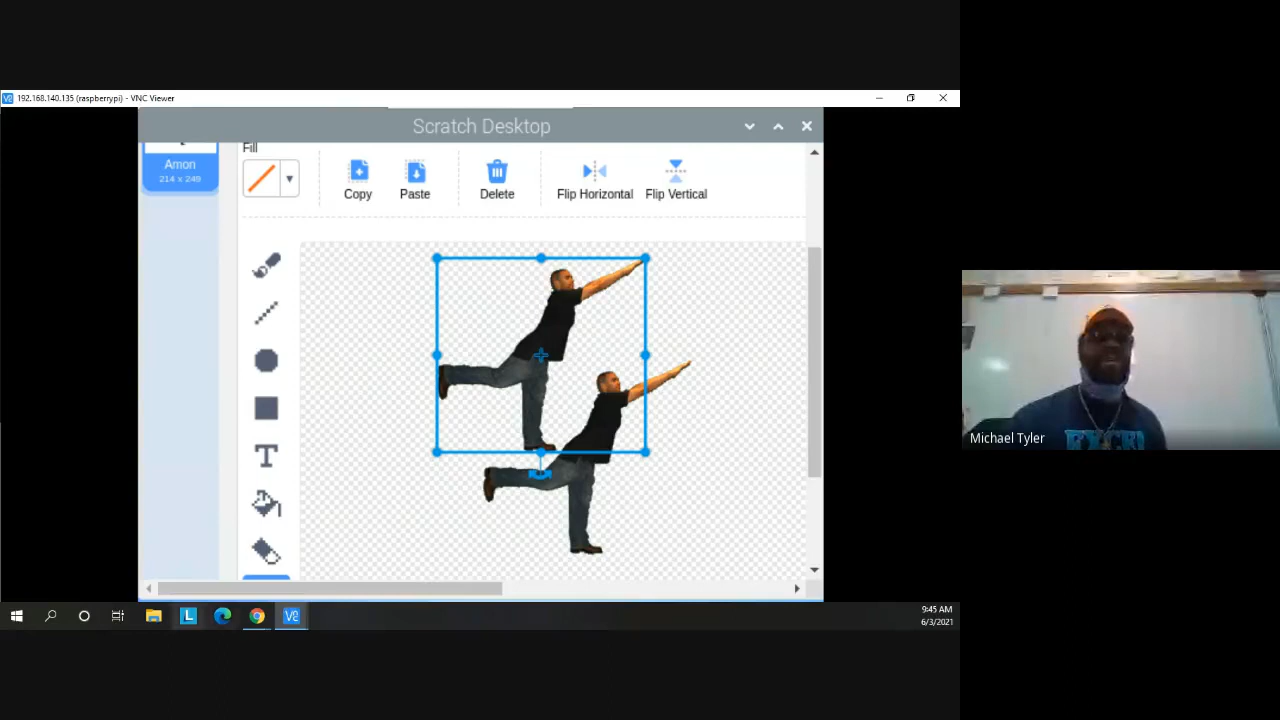 192.168.140.135 (raspberrypi) - VNC Viewer
Scratch Desktop
Fill
Amon
214 x 249
Copy
Paste
Delete
Flip Horizontal
Flip Vertical
T
Michael Tyler
L
9:45 AM
6/3/2021